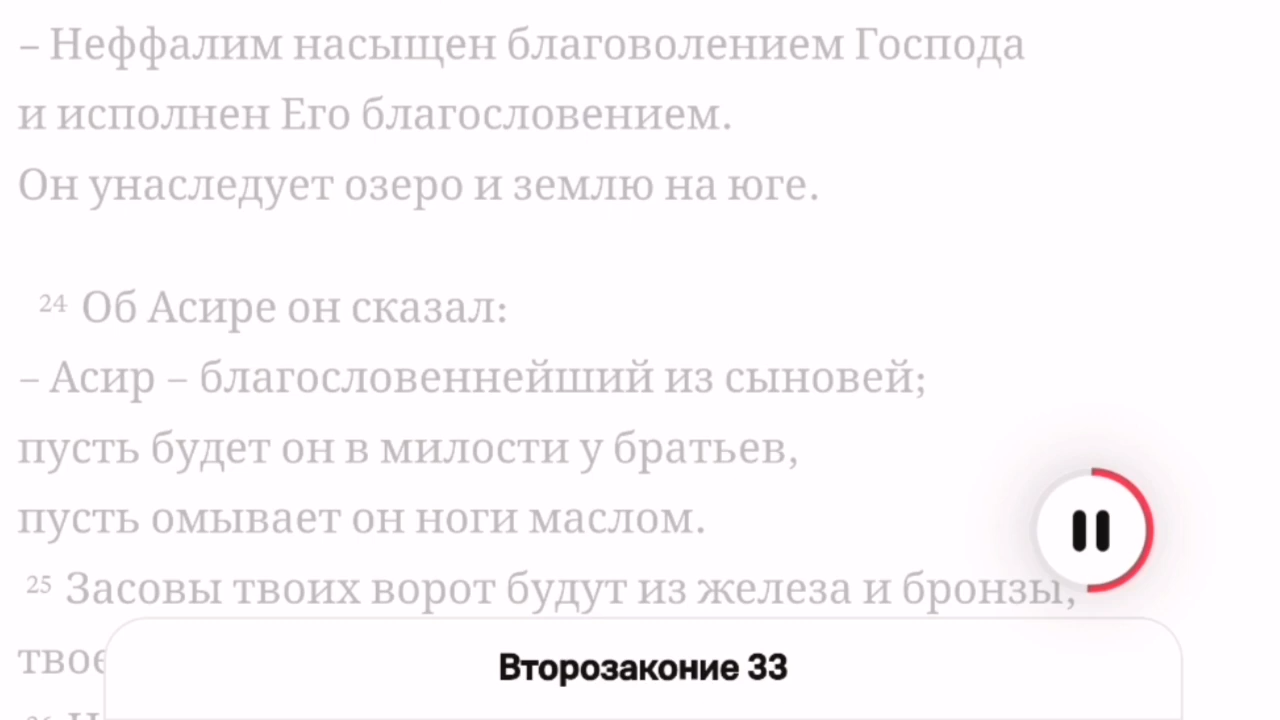 – Неффалим насыщен благоволением Господа
и исполнен Его благословением.
Он унаследует озеро и землю на юге.
24 Об Асире он сказал:
– Асир – благословеннейший из сыновей;
пусть будет он в милости у братьев,
пусть омывает он ноги маслом.
25 Засовы твоих ворот будут из железа и бронзы,
Второзаконие 33